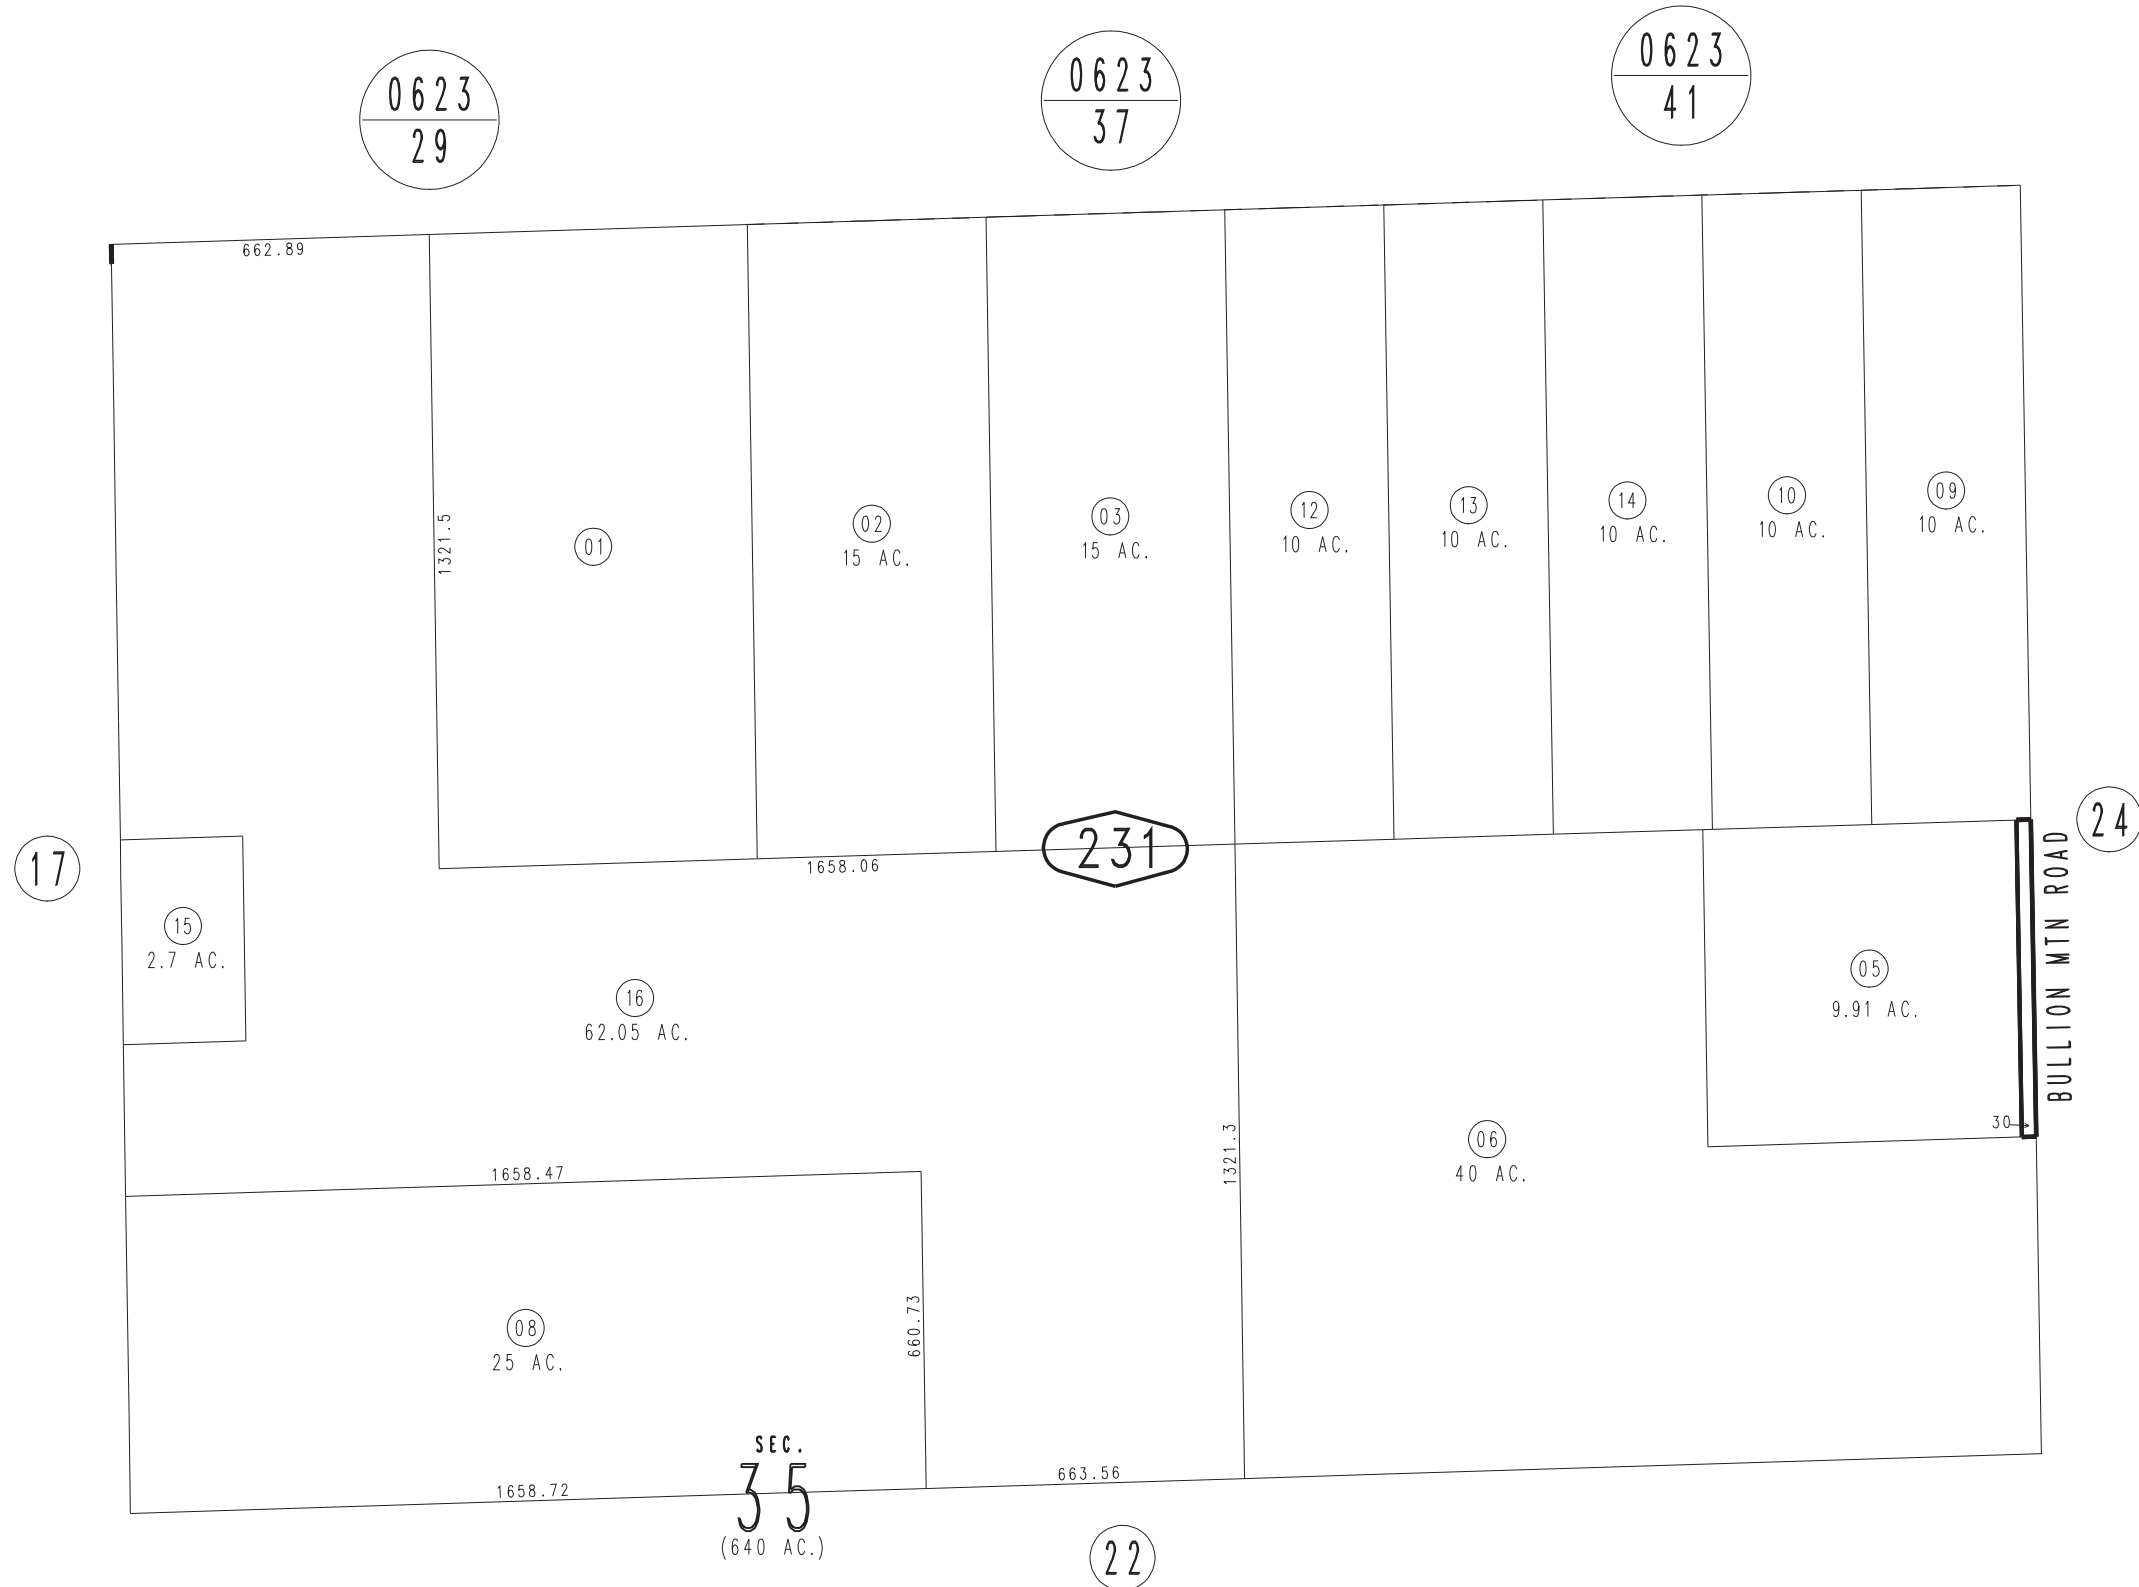 0623
41
0623
37
0623
29
662.89
1321.5
01
02
15 AC.
03
15 AC.
12
10 AC.
13
10 AC.
14
10 AC.
10
10 AC.
09
10 AC.
17
231
24
1658.06
BULLION MTN ROAD
15
2.7 AC.
16
62.05 AC.
05
9.91 AC.
30
1321.3
06
40 AC.
1658.47
660.73
08
25 AC.
SEC.
35
(640 AC.)
1658.72
663.56
22